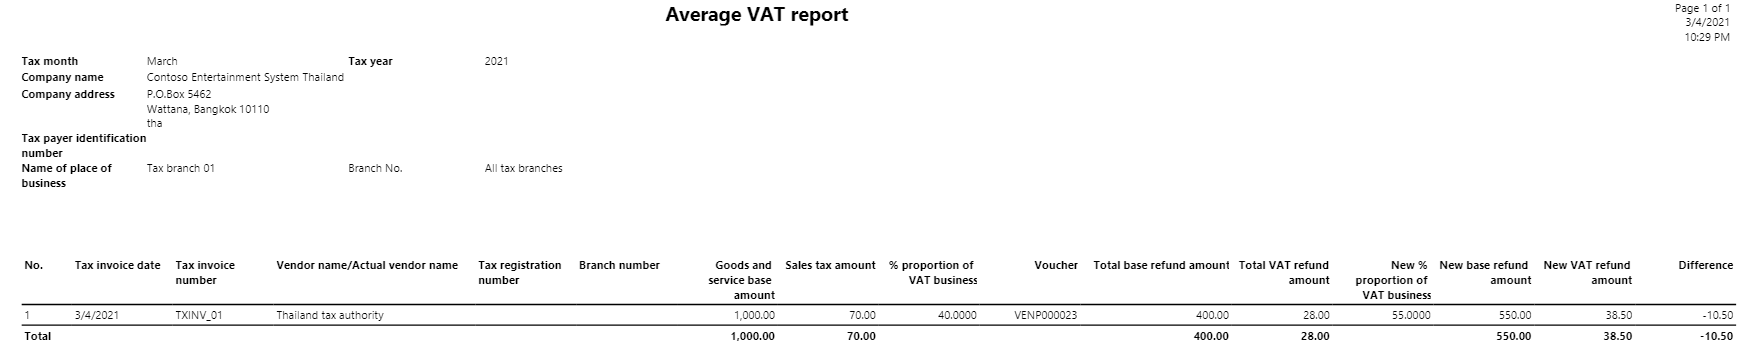 Average VAT report
Page 1 of 1
3/4/2021
10:29 PM
Tax month March Tax year 2021
Company name Contoso Entertainment System Thailand
Company address P.O.Box 5462
Wattana, Bangkok 10110
tha
Tax payer identification
number
Name of place of Tax branch 01 Branch No. All tax branches
business
No. Tax invoice date Tax invoice Vendor name/Actual vendor name Tax registration Branch number Goods and Sales tax amount % proportion of Voucher Total base refund amount Total VAT refund New % New base refund New VAT refund Difference
number number service base VAT business amount proportion of amount amount
amount VAT business
1 3/4/2021 TXINV_01 Thailand tax authority 1,000.00 70.00 40.0000 VENP000023 400.00 28.00 55.0000 550.00 38.50 -10.50
Total 1,000.00 70.00 400.00 28.00 550.00 38.50 -10.50